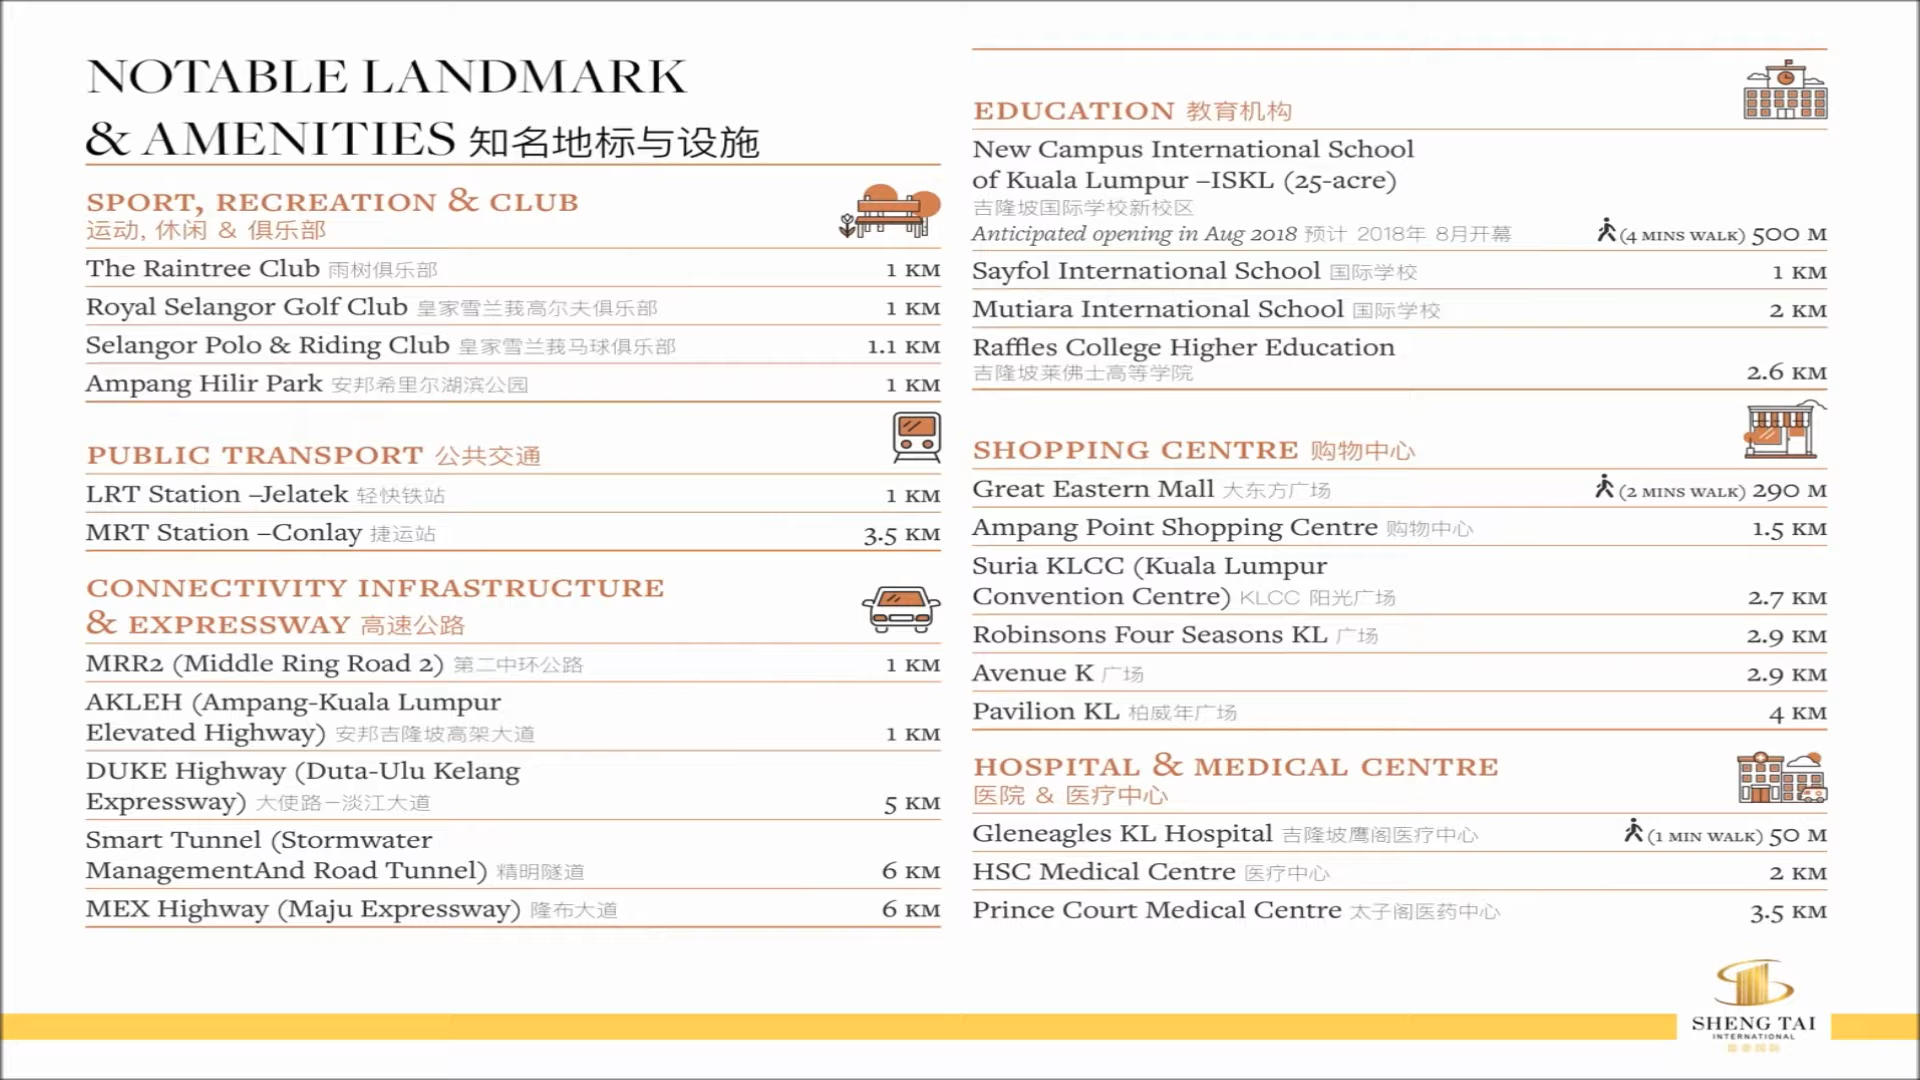 NOTABLE LANDMARK
& AMENITIES 知名地标与设施
SPORT, RECREATION & CLUB
运动, 休闲 & 俱乐部
The Raintree Club 雨树俱乐部 1 KM
Royal Selangor Golf Club 皇家雪兰莪高尔夫俱乐部 1 KM
Selangor Polo & Riding Club 皇家雪兰莪马球俱乐部 1.1 KM
Ampang Hilir Park 安邦希里尔湖滨公园 1 KM
PUBLIC TRANSPORT 公共交通
LRT Station –Jelatek 轻快铁站 1 KM
MRT Station –Conlay 捷运站 3.5 KM
CONNECTIVITY INFRASTRUCTURE
& EXPRESSWAY 高速公路
MRR2 (Middle Ring Road 2) 第二中环公路 1 KM
AKLEH (Ampang-Kuala Lumpur
Elevated Highway) 安邦吉隆坡高架大道 1 KM
DUKE Highway (Duta-Ulu Kelang
Expressway) 大使路–淡江大道 5 KM
Smart Tunnel (Stormwater
ManagementAnd Road Tunnel) 精明隧道 6 KM
MEX Highway (Maju Expressway) 隆布大道 6 KM
EDUCATION 教育机构
New Campus International School
of Kuala Lumpur –ISKL (25-acre)
吉隆坡国际学校新校区
Anticipated opening in Aug 2018 预计 2018年 8月开幕 (4 MINS WALK) 500 M
Sayfol International School 国际学校 1 KM
Mutiara International School 国际学校 2 KM
Raffles College Higher Education
吉隆坡莱佛士高等学院 2.6 KM
SHOPPING CENTRE 购物中心
Great Eastern Mall 大东方广场 (2 MINS WALK) 290 M
Ampang Point Shopping Centre 购物中心 1.5 KM
Suria KLCC (Kuala Lumpur
Convention Centre) KLCC 阳光广场 2.7 KM
Robinsons Four Seasons KL 广场 2.9 KM
Avenue K 广场 2.9 KM
Pavilion KL 柏威年广场 4 KM
HOSPITAL & MEDICAL CENTRE
医院 & 医疗中心
Gleneagles KL Hospital 吉隆坡鹰阁医疗中心 (1 MIN WALK) 50 M
HSC Medical Centre 医疗中心 2 KM
Prince Court Medical Centre 太子阁医药中心 3.5 KM
SHENG TAI
INTERNATIONAL